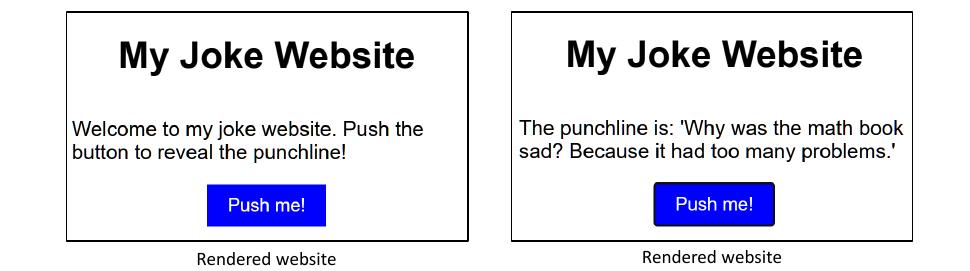 My Joke Website
Welcome to my joke website. Push the
button to reveal the punchline!
Push me!
Rendered website
My Joke Website
The punchline is: 'Why was the math book
sad? Because it had too many problems.'
Push me!
Rendered website